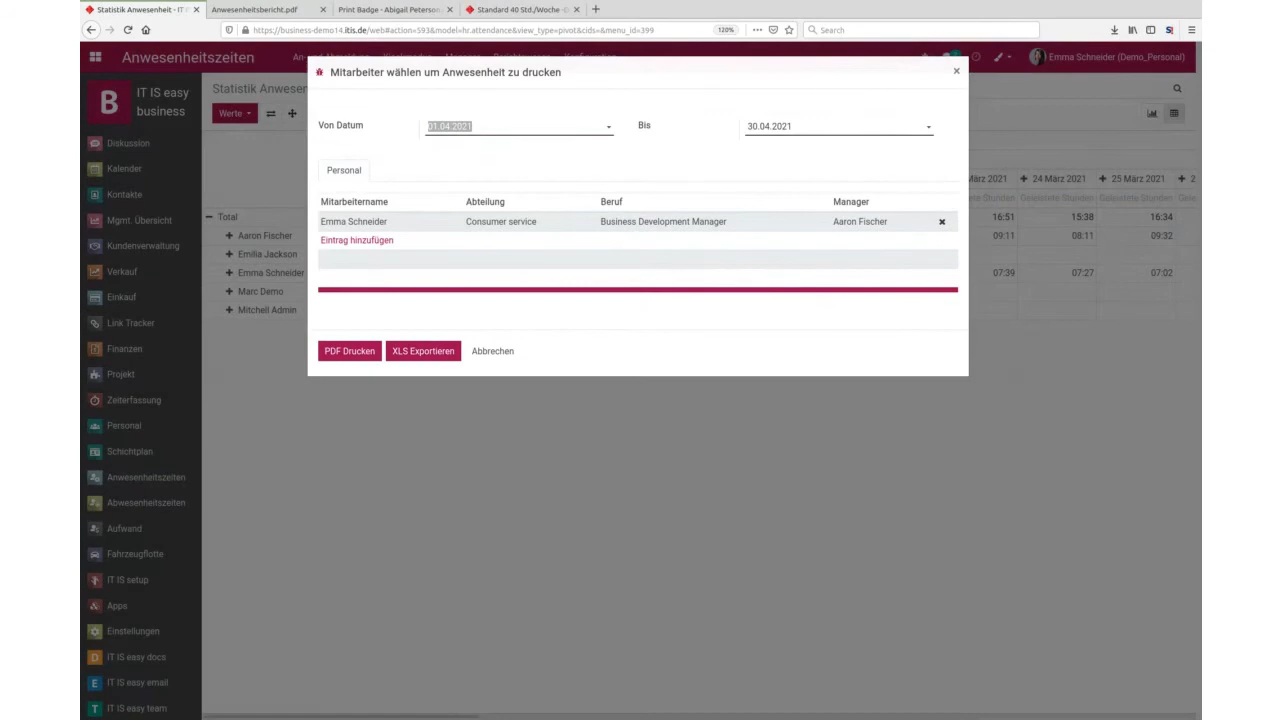 Statistik Anwesenheit - IT I
Anwesenheitsbericht.pdf
Print Badge - Abigail Peterson
Standard 40 Std./Woche -
https://business-demo14.itis.de/web#action=593&model=hr.attendance&view_type=pivot&cids=&menu_id=399
120%
Search
Anwesenheitszeiten
Emma Schneider (Demo_Personal)
Mitarbeiter wählen um Anwesenheit zu drucken
IT IS easy
business
B
Statistik Anwesen
Werte
Von Datum
01.04.2021
Bis
30.04.2021
Personal
Mitarbeitername Abteilung Beruf Manager
Emma Schneider Consumer service Business Development Manager Aaron Fischer
Eintrag hinzufügen
PDF Drucken
XLS Exportieren
Abbrechen
März 2021 24 März 2021 25 März 2021 2
Geleistete Stunden Geleistete Stunden
Total 16:51 15:38 16:34
Aaron Fischer 09:11 08:11 09:32
Emilia Jackson
Emma Schneider 07:39 07:27 07:02
Marc Demo
Mitchell Admin
Diskussion
Kalender
Kontakte
Mgmt. Übersicht
Kundenverwaltung
Verkauf
Einkauf
Link Tracker
Finanzen
Projekt
Zeiterfassung
Personal
Schichtplan
Anwesenheitszeiten
Abwesenheitszeiten
Aufwand
Fahrzeugflotte
IT IS setup
Apps
Einstellungen
D IT IS easy docs
E IT IS easy email
T IT IS easy team